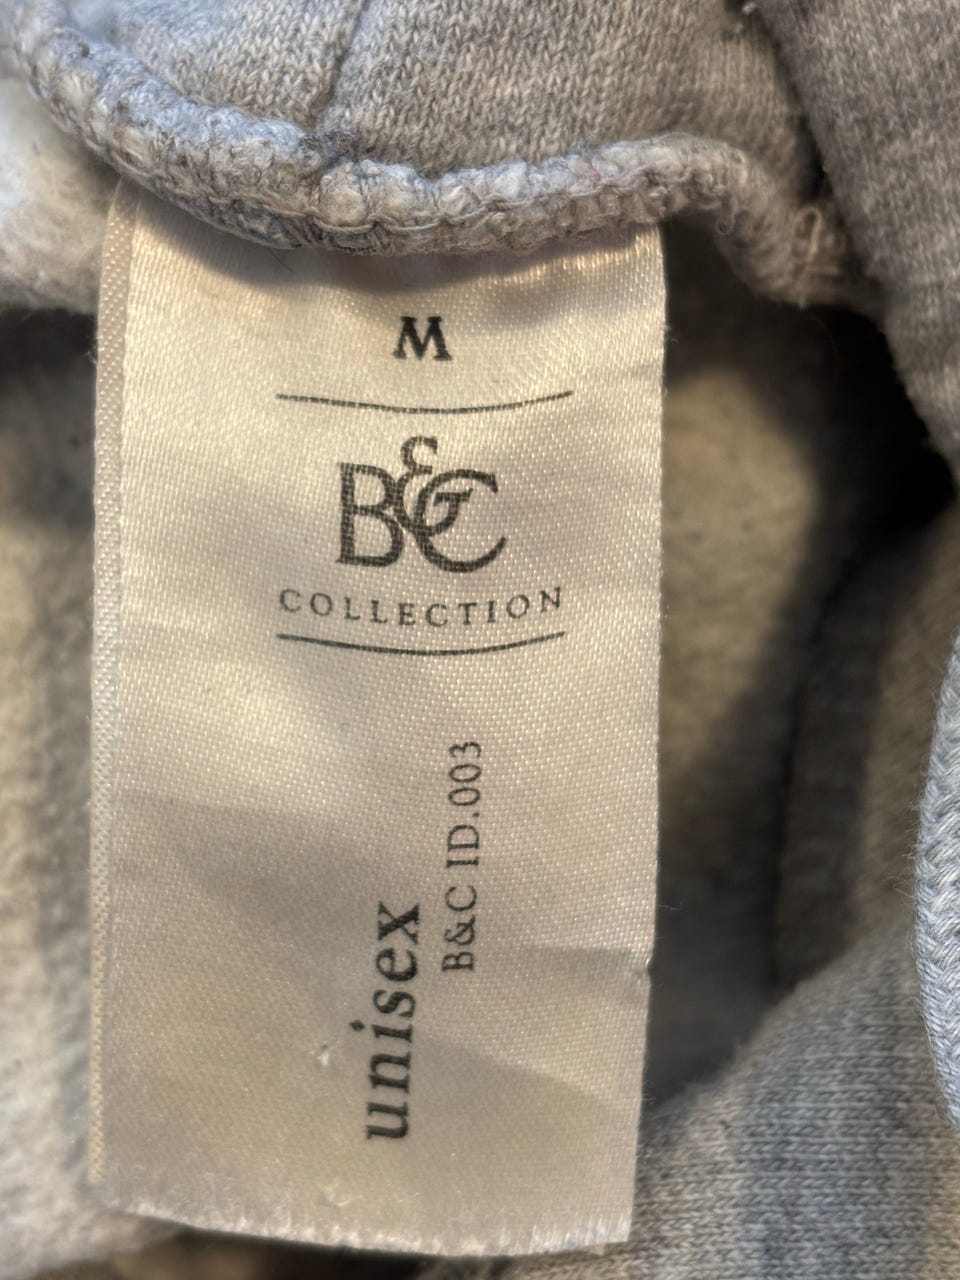 M
B&C
COLLECTION
unisex
B&C ID.003